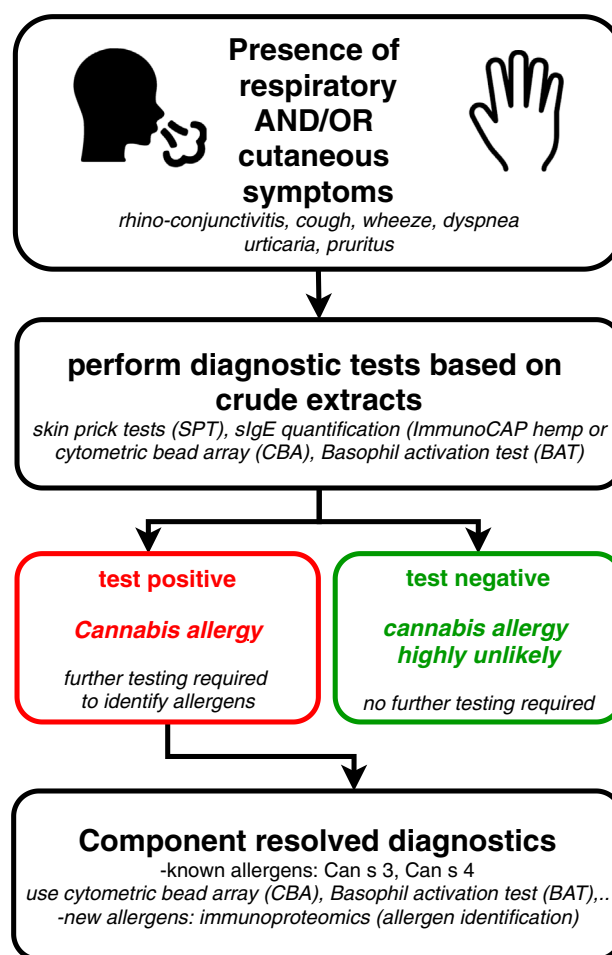 Presence of
respiratory
AND/OR
cutaneous
symptoms
rhino-conjunctivitis, cough, wheeze, dyspnea
urticaria, pruritus
perform diagnostic tests based on
crude extracts
skin prick tests (SPT), sIgE quantification (ImmunoCAP hemp or
cytometric bead array (CBA), Basophil activation test (BAT)
test positive
Cannabis allergy
further testing required
to identify allergens
test negative
cannabis allergy
highly unlikely
no further testing required
Component resolved diagnostics
-known allergens: Can s 3, Can s 4
use cytometric bead array (CBA), Basophil activation test (BAT),..
-new allergens: immunoproteomics (allergen identification)